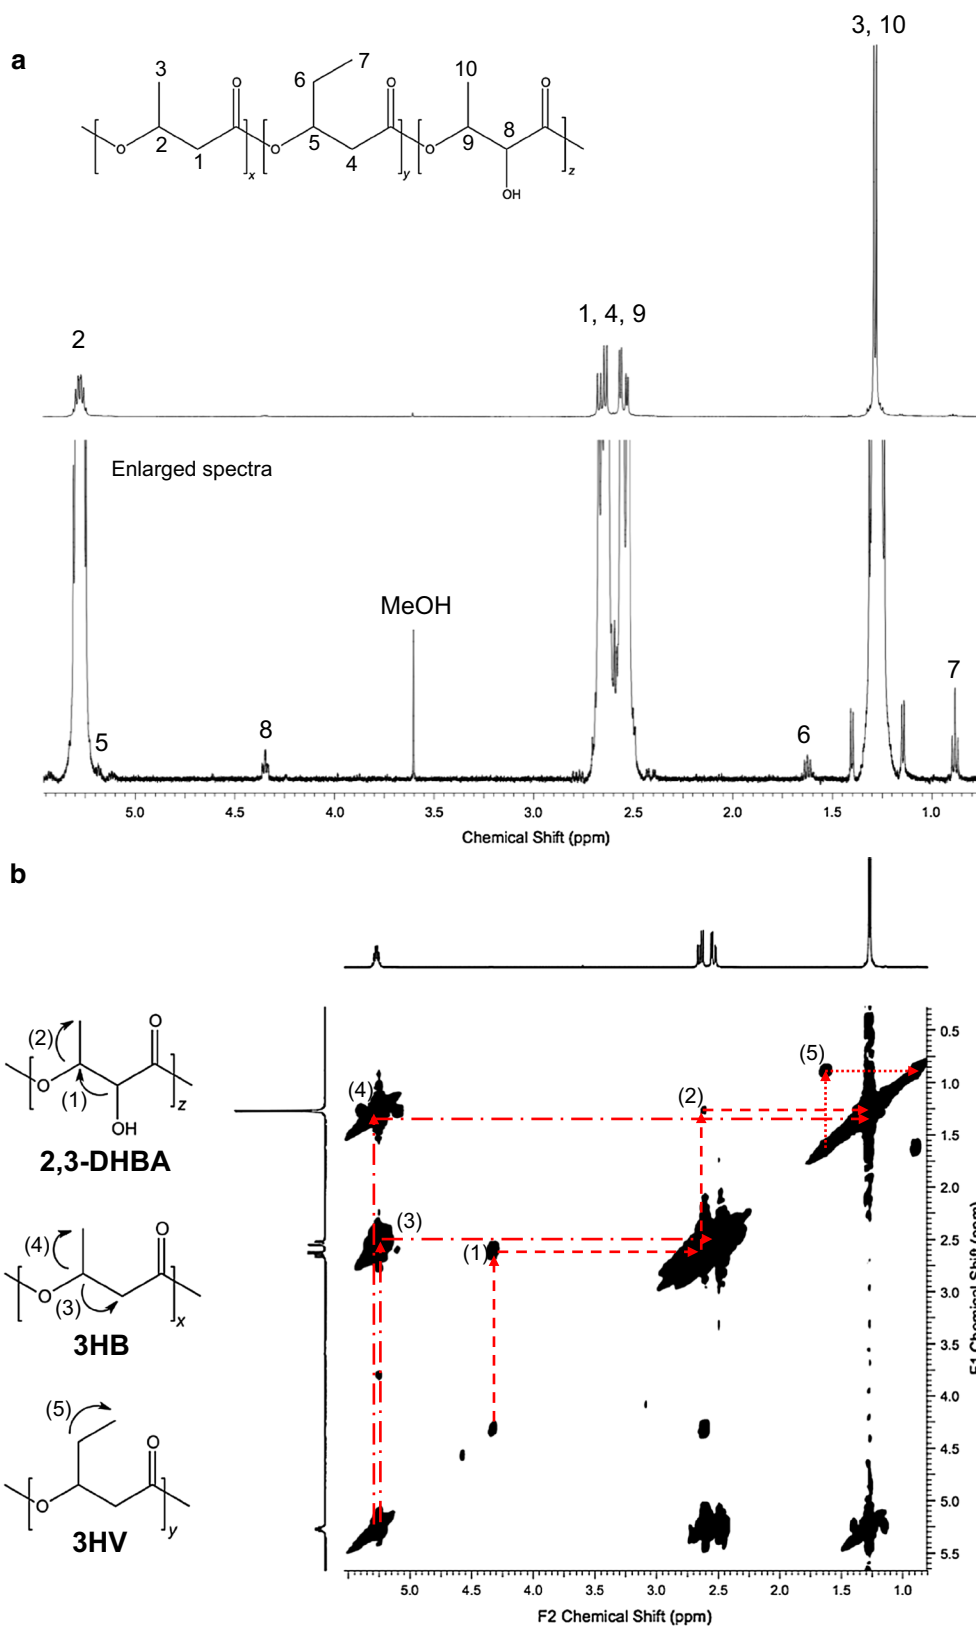 a
3, 10
3
7
6
10
O
O
O
2
1
5
4
9
8
O
O
O
OH
x
y
z
2
1, 4, 9
Enlarged spectra
MeOH
5
8
6
7
5.0 4.5 4.0 3.5 3.0 2.5 2.0 1.5 1.0
Chemical Shift (ppm)
b
(2)
O
O
(1)
OH
z
2,3-DHBA
(4)
O
O
(3)
x
3HB
(5)
O
O
y
3HV
(5)
(4)
(2)
(3)
(1)
0.5
1.0
1.5
2.0
2.5
3.0
3.5
4.0
4.5
5.0
5.5
F1 Chemical Shift (ppm)
5.0 4.5 4.0 3.5 3.0 2.5 2.0 1.5 1.0
F2 Chemical Shift (ppm)